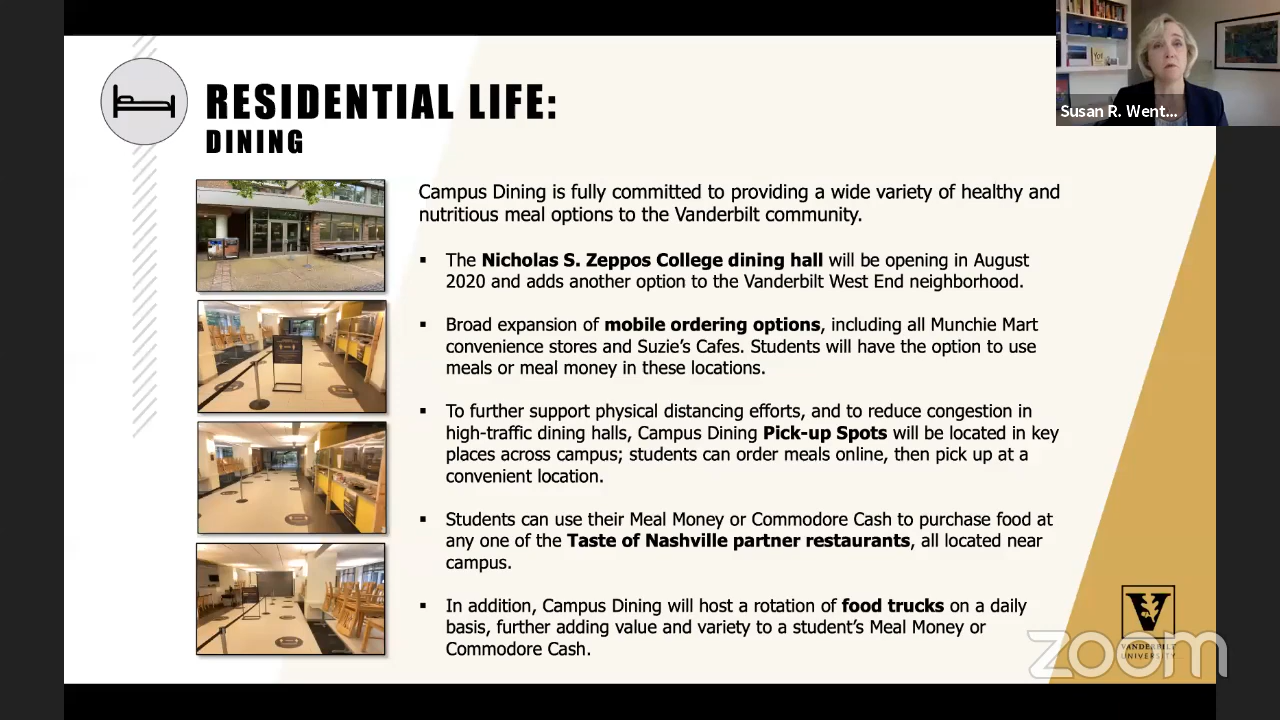 Susan R. Went...
RESIDENTIAL LIFE:
DINING
Campus Dining is fully committed to providing a wide variety of healthy and
nutritious meal options to the Vanderbilt community.
▪ The Nicholas S. Zeppos College dining hall will be opening in August
2020 and adds another option to the Vanderbilt West End neighborhood.
▪ Broad expansion of mobile ordering options, including all Munchie Mart
convenience stores and Suzie's Cafes. Students will have the option to use
meals or meal money in these locations.
▪ To further support physical distancing efforts, and to reduce congestion in
high-traffic dining halls, Campus Dining Pick-up Spots will be located in key
places across campus; students can order meals online, then pick up at a
convenient location.
▪ Students can use their Meal Money or Commodore Cash to purchase food at
any one of the Taste of Nashville partner restaurants, all located near
campus.
▪ In addition, Campus Dining will host a rotation of food trucks on a daily
basis, further adding value and variety to a student's Meal Money or
Commodore Cash.
V
VANDERBILT
UNIVERSITY
zoom